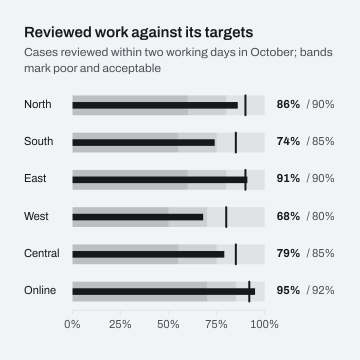 Reviewed work against its targets
Cases reviewed within two working days in October; bands
mark poor and acceptable
North 86% / 90%
South 74% / 85%
East 91% / 90%
West 68% / 80%
Central 79% / 85%
Online 95% / 92%
0% 25% 50% 75% 100%